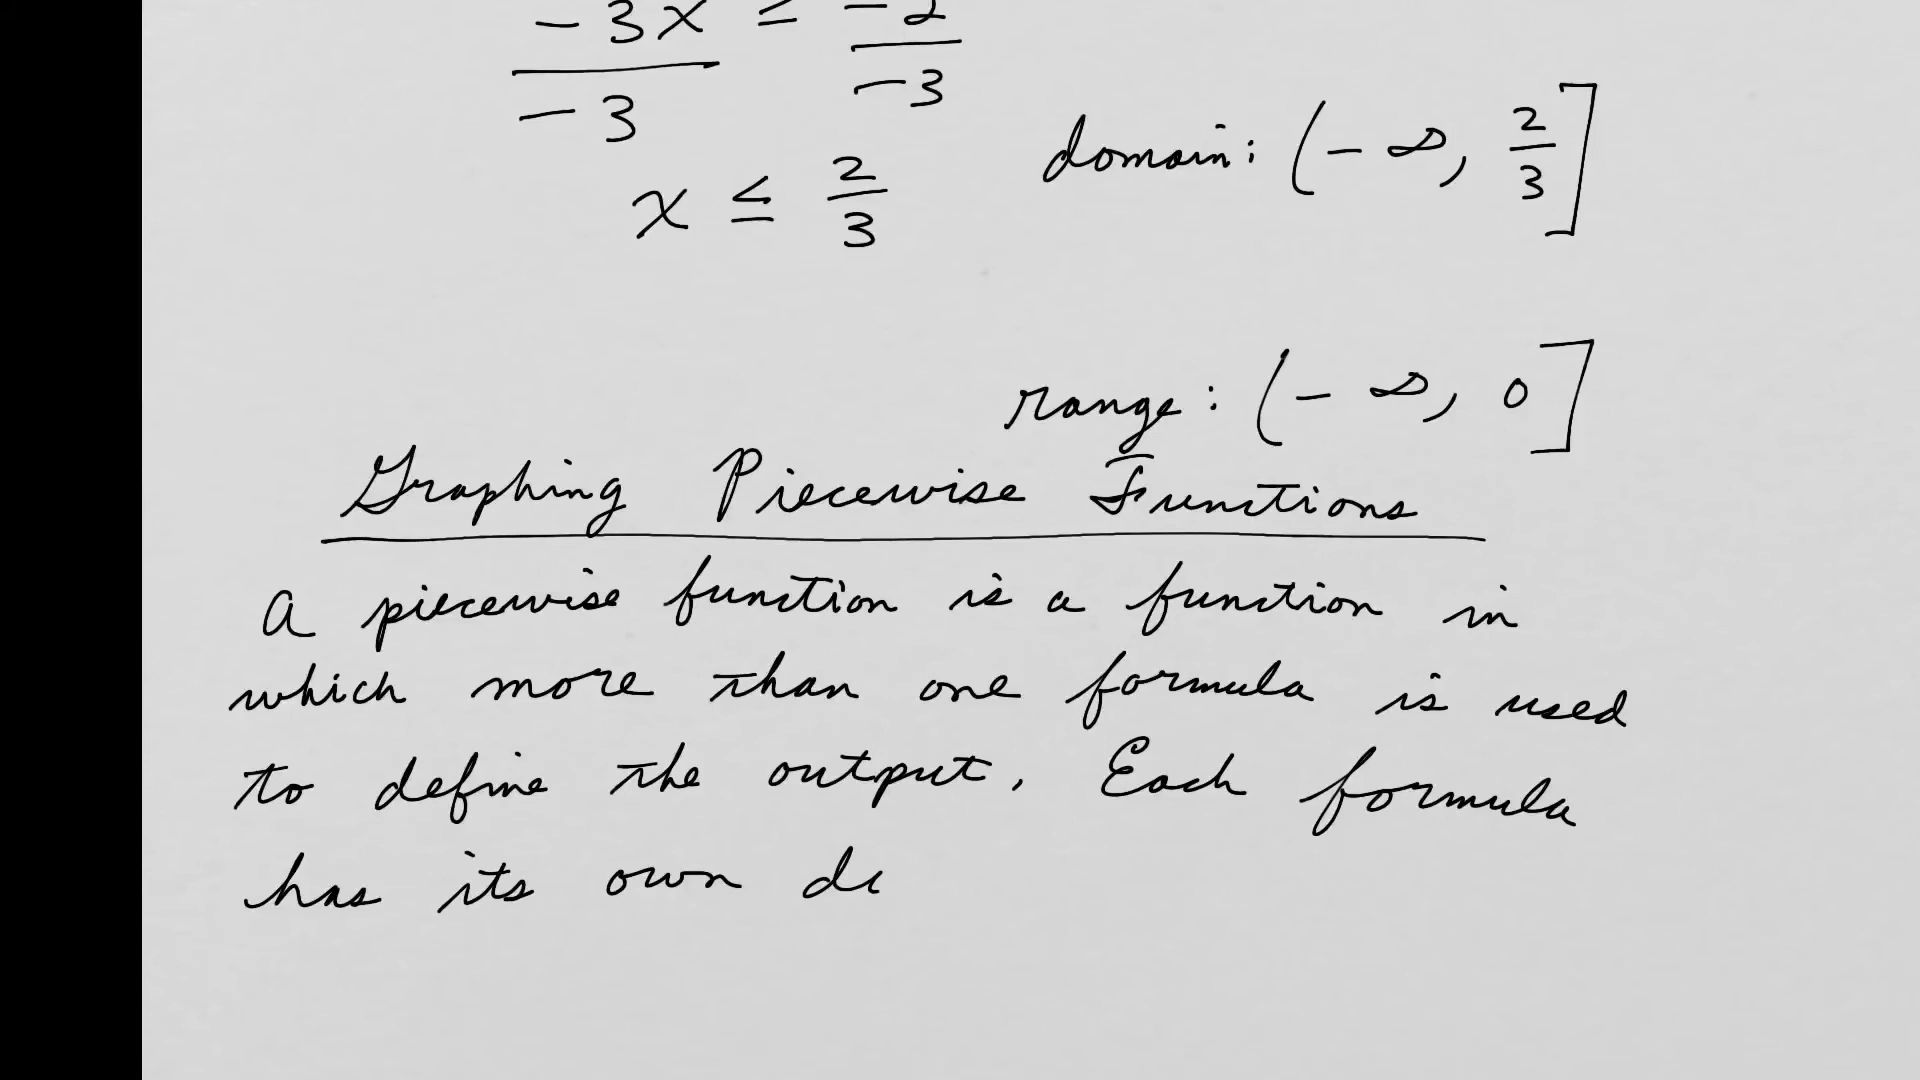 -3x ≤ -2
-3 -3
x ≤ 2/3
domain: (-∞, 2/3]
range: (-∞, 0]
Graphing Piecewise Functions
A piecewise function is a function in
which more than one formula is used
to define the output. Each formula
has its own do